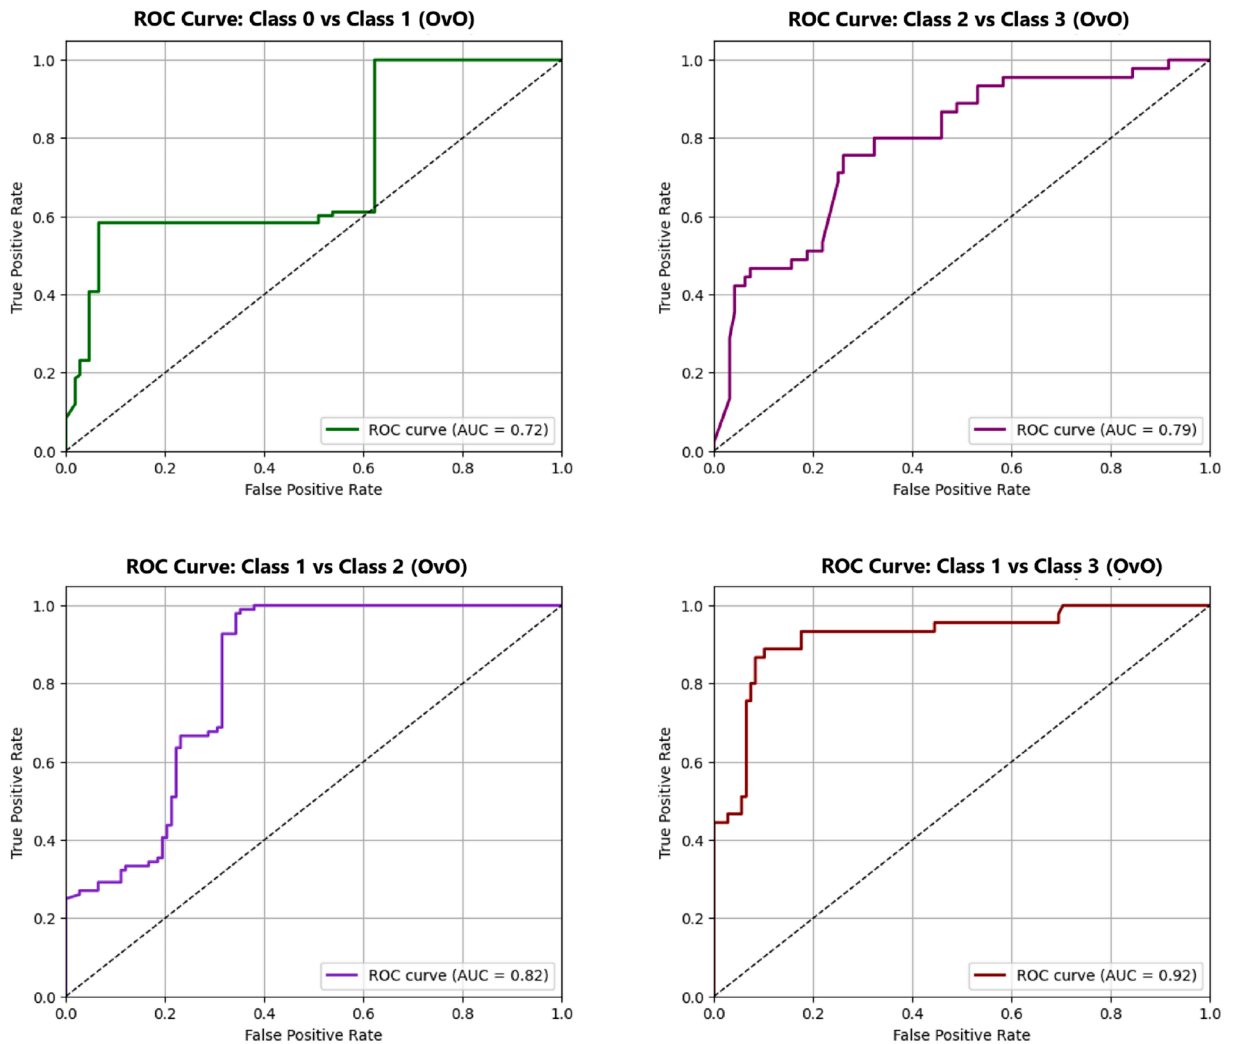 ROC Curve: Class 0 vs Class 1 (OvO)
1.0
0.8
0.6
0.4
0.2
0.0
True Positive Rate
ROC curve (AUC = 0.72)
0.0 0.2 0.4 0.6 0.8 1.0
False Positive Rate
ROC Curve: Class 2 vs Class 3 (OvO)
1.0
0.8
0.6
0.4
0.2
0.0
True Positive Rate
ROC curve (AUC = 0.79)
0.0 0.2 0.4 0.6 0.8 1.0
False Positive Rate
ROC Curve: Class 1 vs Class 2 (OvO)
1.0
0.8
0.6
0.4
0.2
0.0
True Positive Rate
ROC curve (AUC = 0.82)
0.0 0.2 0.4 0.6 0.8 1.0
False Positive Rate
ROC Curve: Class 1 vs Class 3 (OvO)
1.0
0.8
0.6
0.4
0.2
0.0
True Positive Rate
ROC curve (AUC = 0.92)
0.0 0.2 0.4 0.6 0.8 1.0
False Positive Rate